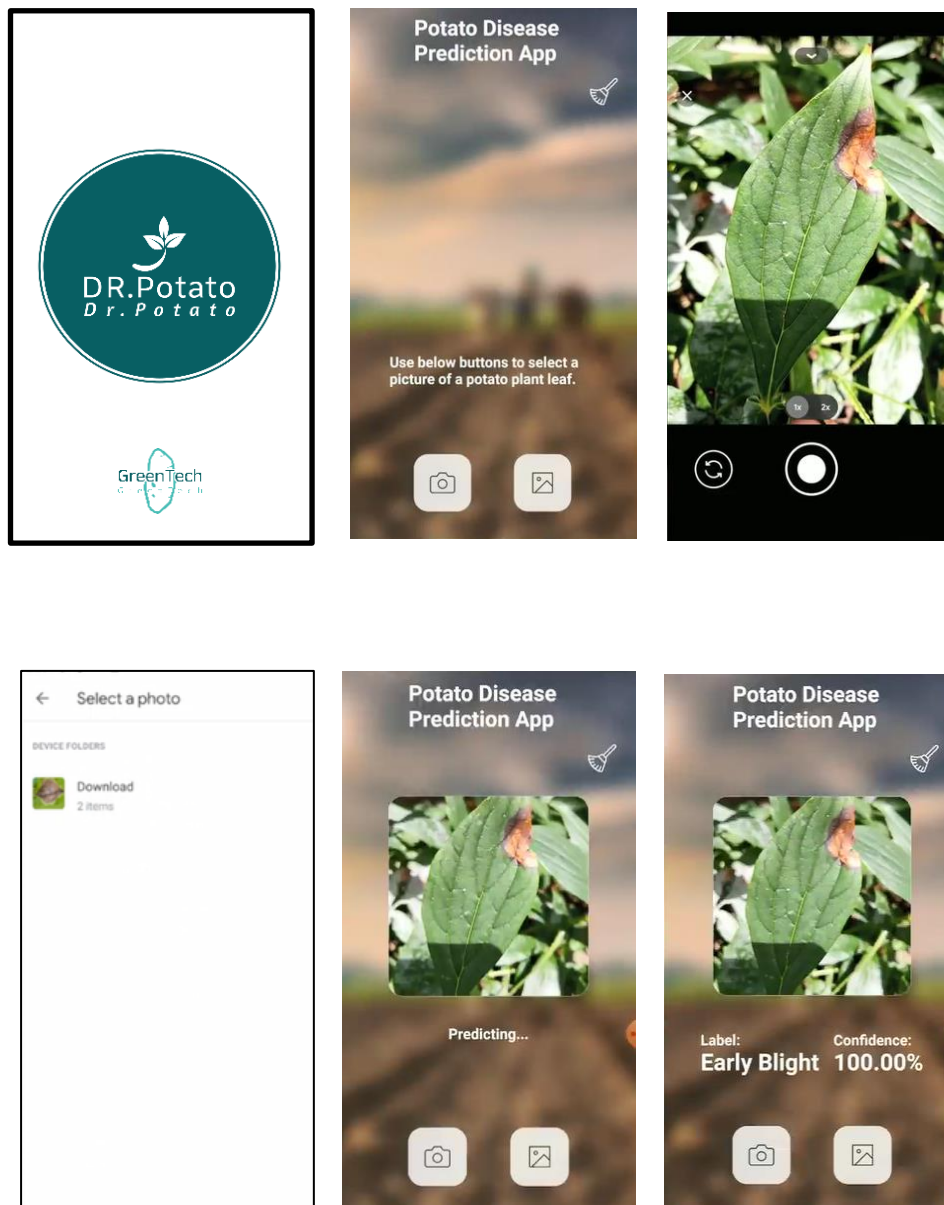 DR.Potato
Dr.Potato
GreenTech
GreenTech
Potato Disease
Prediction App
Use below buttons to select a
picture of a potato plant leaf.
1x
2x
Select a photo
DEVICE FOLDERS
Download
2 items
Potato Disease
Prediction App
Predicting...
Potato Disease
Prediction App
Label:
Confidence:
Early Blight
100.00%